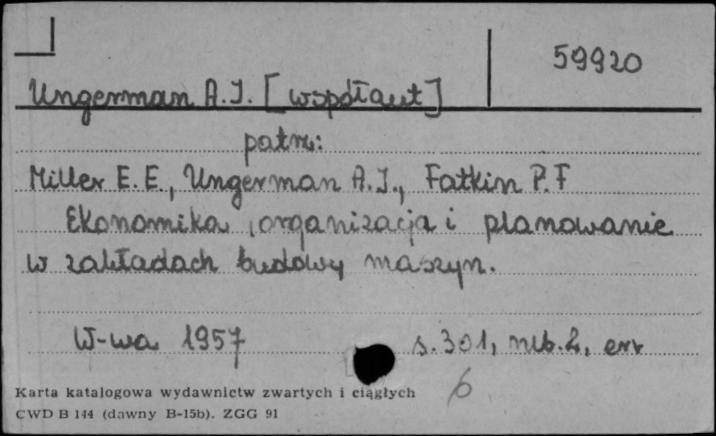 59920
Ungerman A.J. [współaut]
patrz:
Miller E.E., Ungerman A.J., Fatkin P.F
Ekonomika, organizacja i planowanie
w zakładach budowy maszyn.
W-wa 1957 s.301, nlb.2, err
6
Karta katalogowa wydawnictw zwartych i ciągłych
CWD B 144 (dawny B-15b). ZGG 91